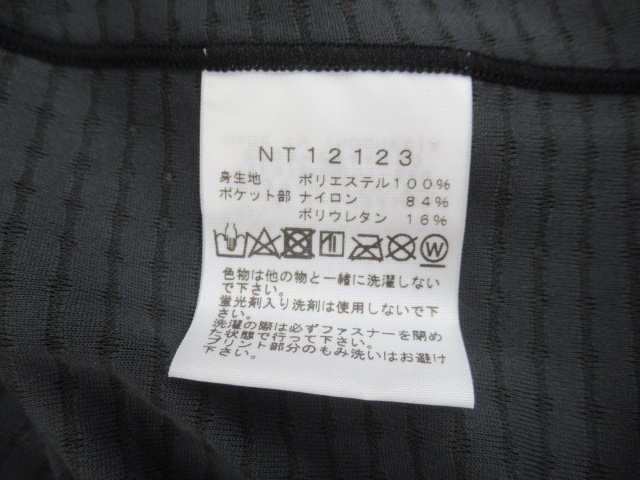 NT12123
身生地 ポリエステル100%
ポケット部 ナイロン 84%
ポリウレタン 16%
W
色物は他の物と一緒に洗濯しない
で下さい。
蛍光剤入り洗剤は使用しないで下
さい。
洗濯の際は必ずファスナーを閉め
た状態で行って下さい。
プリント部分のもみ洗いはお避け
下さい。